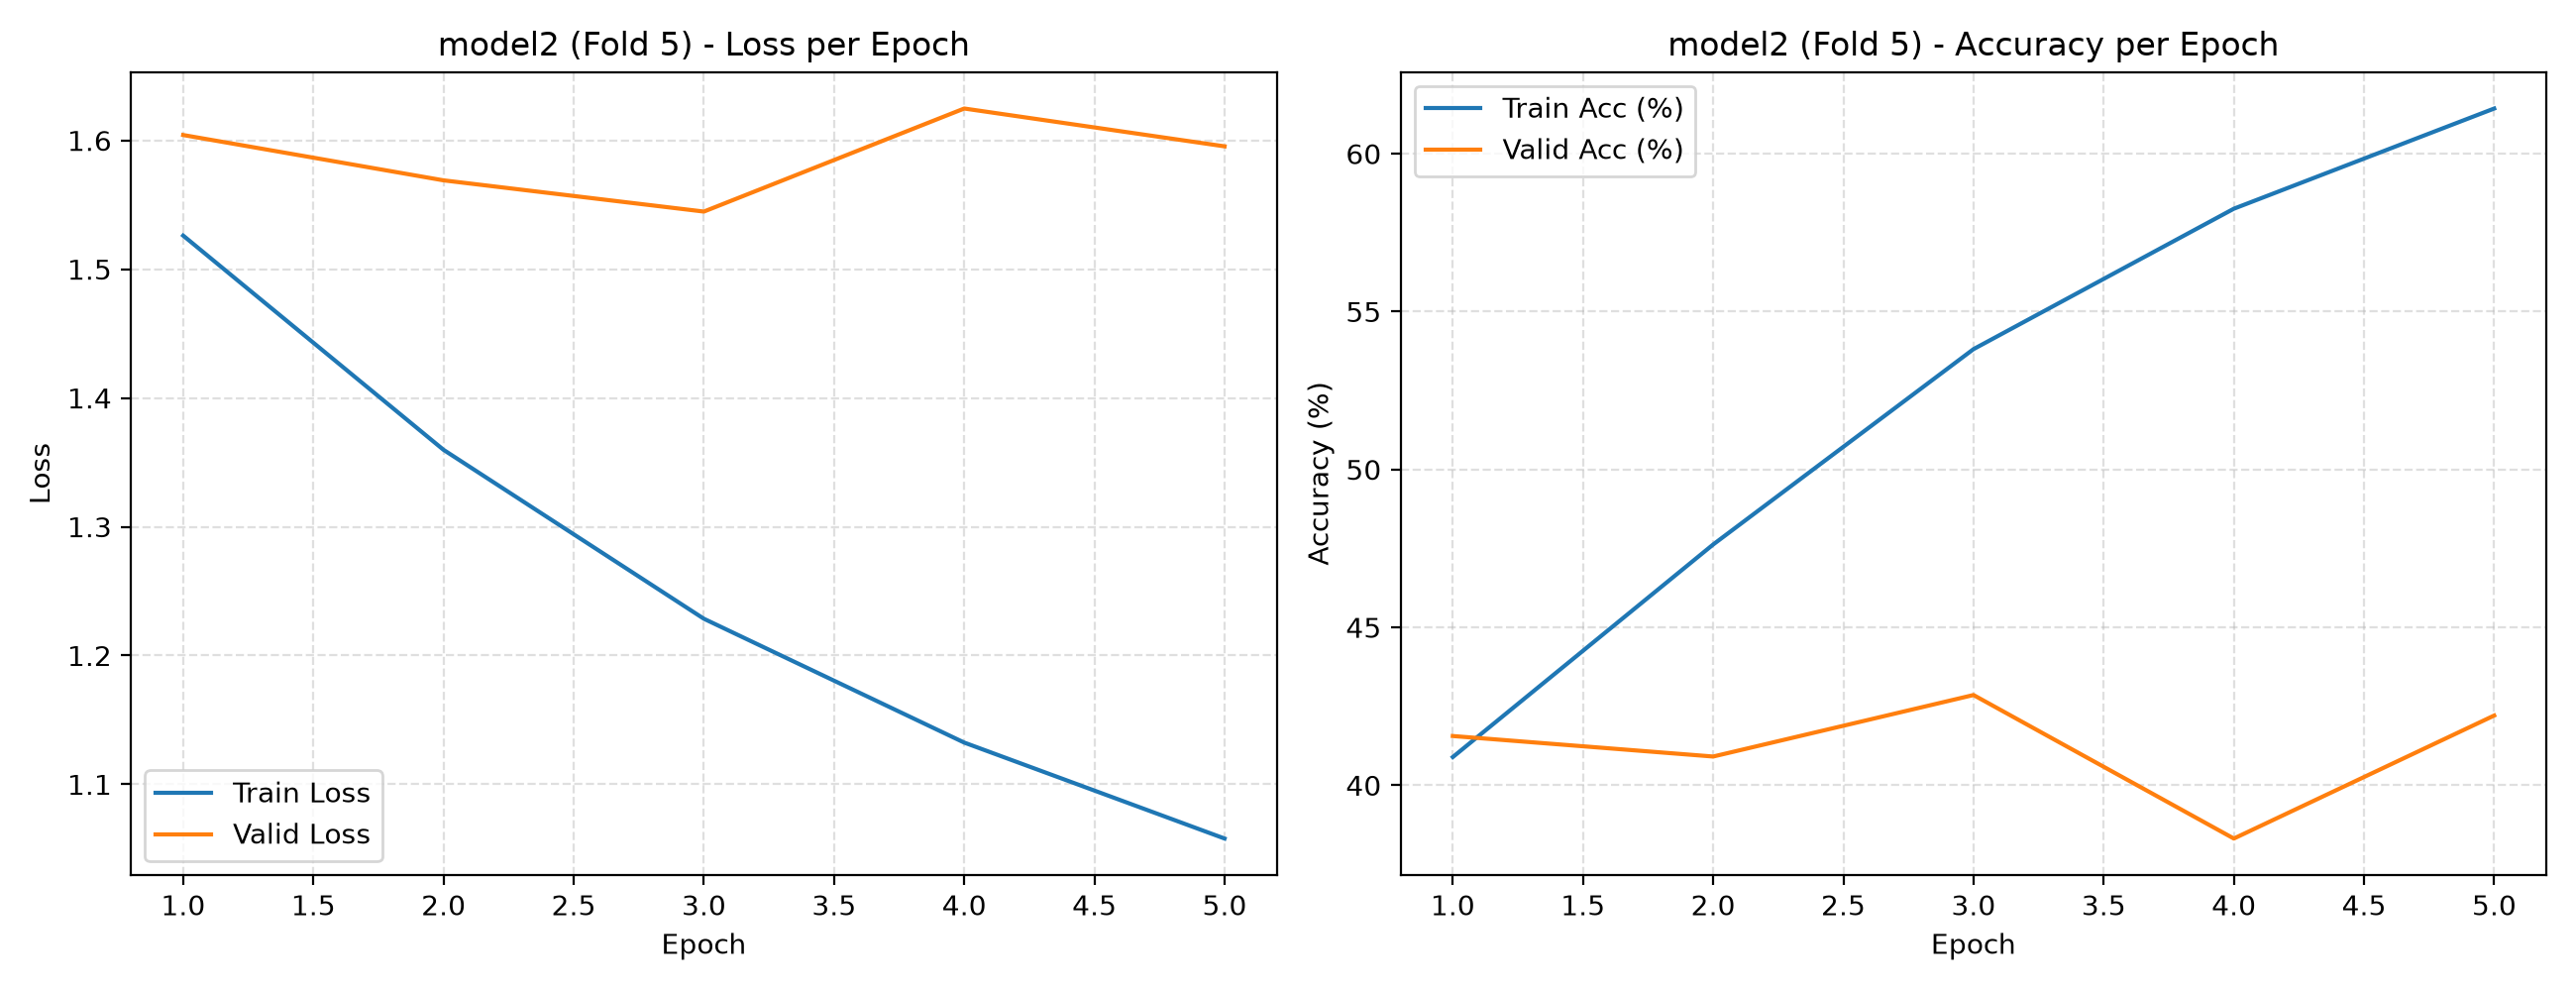 model2 (Fold 5) - Loss per Epoch
1.6
1.5
1.4
1.3
1.2
1.1
Loss
Train Loss
Valid Loss
1.0 1.5 2.0 2.5 3.0 3.5 4.0 4.5 5.0
Epoch
model2 (Fold 5) - Accuracy per Epoch
Train Acc (%)
Valid Acc (%)
60
55
50
45
40
Accuracy (%)
1.0 1.5 2.0 2.5 3.0 3.5 4.0 4.5 5.0
Epoch